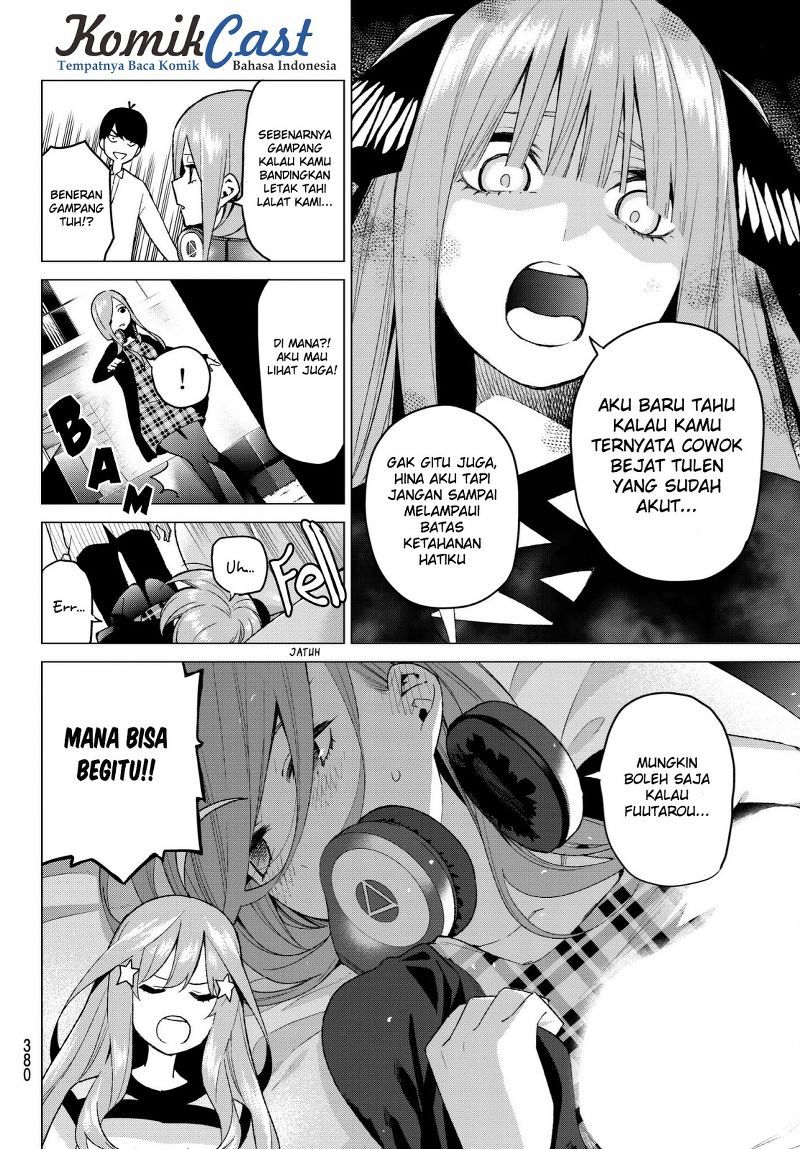 KomikCast
Tempatnya Baca Komik Bahasa Indonesia
AKU BARU TAHU
KALAU KAMU
TERNYATA COWOK
BEJAT TULEN
YANG SUDAH
AKUT...
GAK GITU JUGA,
HINA AKU TAPI
JANGAN SAMPAI
MELAMPAUI
BATAS
KETAHANAN
HATIKU
SEBENARNYA
GAMPANG
KALAU KAMU
BANDINGKAN
LETAK TAHI
LALAT KAMI...
BENERAN
GAMPANG
TUH!?
DI MANA?!
AKU MAU
LIHAT JUGA!
!
BAM
Uh...
Fell
Err...
JATUH
MUNGKIN
BOLEH SAJA
KALAU
FUUTAROU...
MANA BISA
BEGITU!!
380